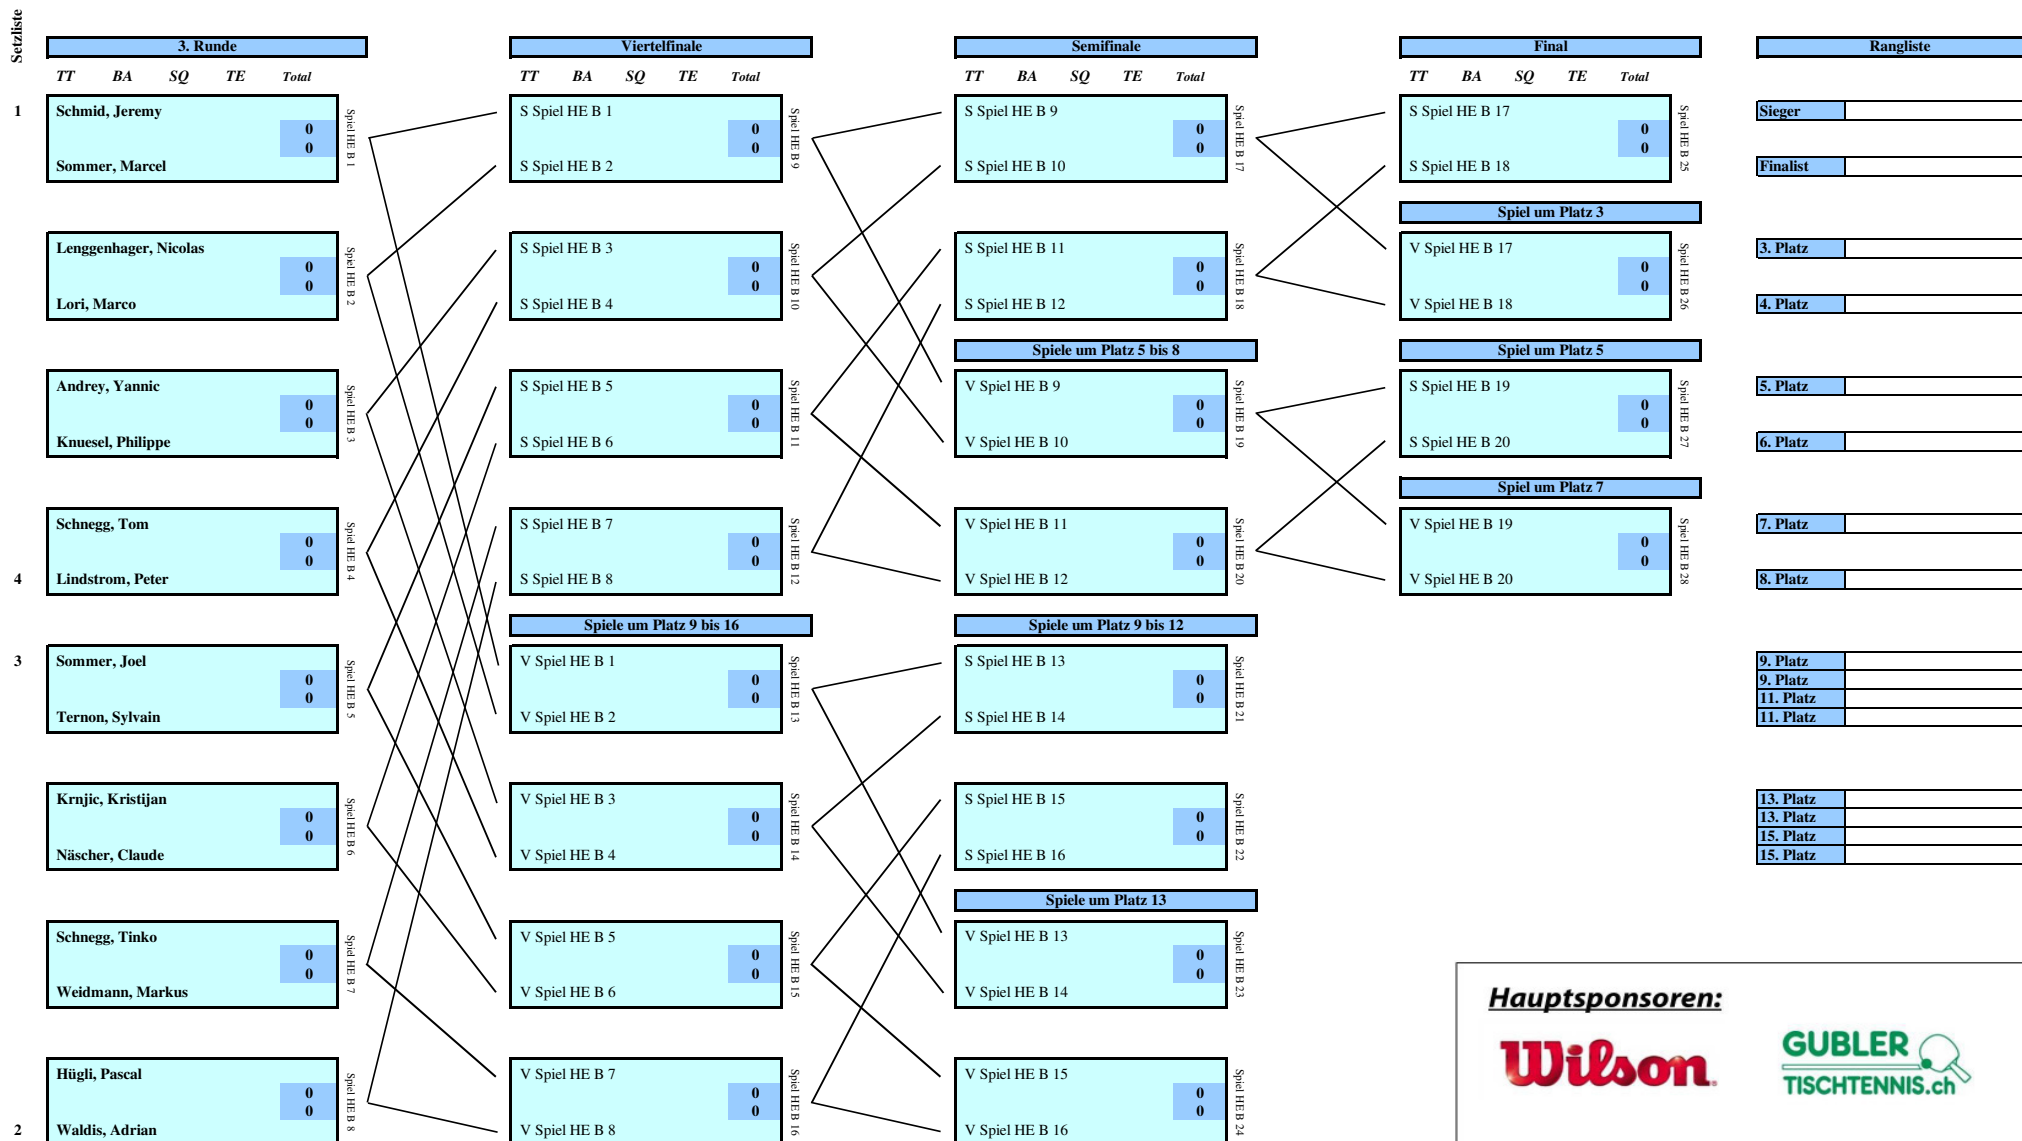 Setzliste
3. Runde
TT BA SQ TE Total
1
Schmid, Jeremy
0
0
Sommer, Marcel
Spiel HE B 1
Lenggenhager, Nicolas
0
0
Lori, Marco
Spiel HE B 2
Andrey, Yannic
0
0
Knuesel, Philippe
Spiel HE B 3
Schnegg, Tom
0
0
4
Lindstrom, Peter
Spiel HE B 4
3
Sommer, Joel
0
0
Ternon, Sylvain
Spiel HE B 5
Krnjic, Kristijan
0
0
Näscher, Claude
Spiel HE B 6
Schnegg, Tinko
0
0
Weidmann, Markus
Spiel HE B 7
Hügli, Pascal
0
0
2
Waldis, Adrian
Spiel HE B 8
Viertelfinale
TT BA SQ TE Total
S Spiel HE B 1
0
0
S Spiel HE B 2
Spiel HE B 9
S Spiel HE B 3
0
0
S Spiel HE B 4
Spiel HE B 10
S Spiel HE B 5
0
0
S Spiel HE B 6
Spiel HE B 11
S Spiel HE B 7
0
0
S Spiel HE B 8
Spiel HE B 12
Spiele um Platz 9 bis 16
V Spiel HE B 1
0
0
V Spiel HE B 2
Spiel HE B 13
V Spiel HE B 3
0
0
V Spiel HE B 4
Spiel HE B 14
V Spiel HE B 5
0
0
V Spiel HE B 6
Spiel HE B 15
V Spiel HE B 7
0
0
V Spiel HE B 8
Spiel HE B 16
Semifinale
TT BA SQ TE Total
S Spiel HE B 9
0
0
S Spiel HE B 10
Spiel HE B 17
S Spiel HE B 11
0
0
S Spiel HE B 12
Spiel HE B 18
Spiele um Platz 5 bis 8
V Spiel HE B 9
0
0
V Spiel HE B 10
Spiel HE B 19
V Spiel HE B 11
0
0
V Spiel HE B 12
Spiel HE B 20
Spiele um Platz 9 bis 12
S Spiel HE B 13
0
0
S Spiel HE B 14
Spiel HE B 21
S Spiel HE B 15
0
0
S Spiel HE B 16
Spiel HE B 22
Spiele um Platz 13
V Spiel HE B 13
0
0
V Spiel HE B 14
Spiel HE B 23
V Spiel HE B 15
0
0
V Spiel HE B 16
Spiel HE B 24
Final
TT BA SQ TE Total
S Spiel HE B 17
0
0
S Spiel HE B 18
Spiel HE B 25
Spiel um Platz 3
V Spiel HE B 17
0
0
V Spiel HE B 18
Spiel HE B 26
Spiel um Platz 5
S Spiel HE B 19
0
0
S Spiel HE B 20
Spiel HE B 27
Spiel um Platz 7
V Spiel HE B 19
0
0
V Spiel HE B 20
Spiel HE B 28
Rangliste
Sieger
Finalist
3. Platz
4. Platz
5. Platz
6. Platz
7. Platz
8. Platz
9. Platz
9. Platz
11. Platz
11. Platz
13. Platz
13. Platz
15. Platz
15. Platz
Hauptsponsoren:
Wilson.
GUBLER
TISCHTENNIS.ch